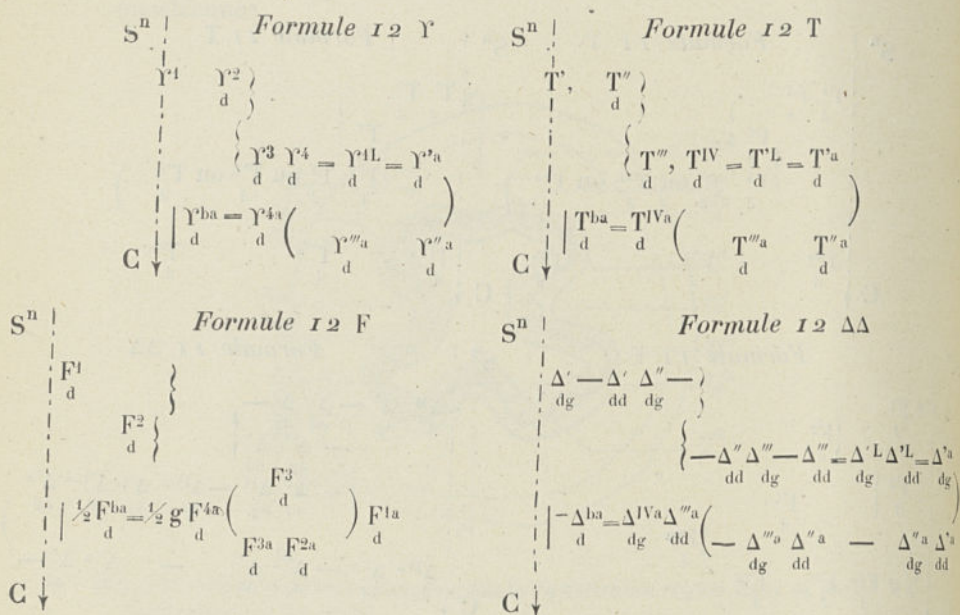 Sⁿ Formule 12 ϒ
ϒ¹ ϒ² }
d
{ ϒ³ ϒ⁴ = ϒ¹ᴸ = ϒ'ᵃ
d d d d
| ϒᵇᵃ = ϒ⁴ᵃ ( )
d d
ϒ'''ᵃ ϒ''ᵃ
d d
C
Sⁿ Formule 12 T
T', T'' }
d
{ T''', Tᴵⱽ = T'ᴸ = T'ᵃ
d d d d
| Tᵇᵃ = Tᴵⱽᵃ ( )
d d
T'''ᵃ T''ᵃ
d d
C
Sⁿ Formule 12 F
F¹ }
d
F² {
d
F³
d
| ½ Fᵇᵃ = ½ g F⁴ᵃ ( ) F¹ᵃ
d d d
F³ᵃ F²ᵃ
d d
C
Sⁿ Formule 12 ΔΔ
Δ' — Δ' Δ'' — }
dg dd dg
{ — Δ'' Δ''' — Δ''' = Δ'ᴸ Δ'ᴸ = Δ'ᵃ
dd dg dd dg dd dg
| - Δᵇᵃ = Δᴵⱽᵃ Δ'''ᵃ ( )
d dg dd
— Δ'''ᵃ Δ''ᵃ — Δ''ᵃ Δ'ᵃ
dg dd dg dd
C